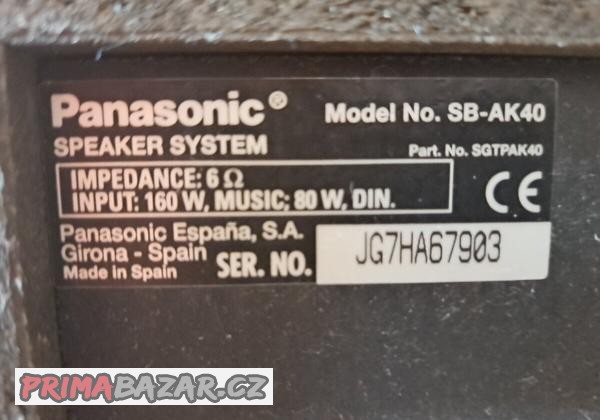 Panasonic®
Model No. SB-AK40
SPEAKER SYSTEM
Part. No. SGTPAK40
IMPEDANCE: 6 Ω
INPUT: 160 W, MUSIC; 80 W, DIN.
CE
Panasonic España, S.A.
Girona - Spain
Made in Spain
SER. NO.
JG7HA67903
PRIMABAZAR.CZ